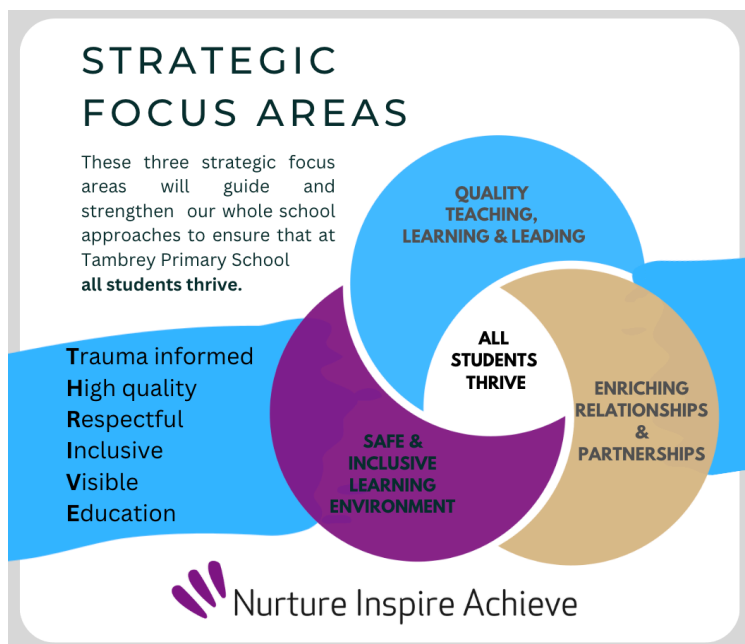 STRATEGIC
FOCUS AREAS
These three strategic focus
areas will guide and
strengthen our whole school
approaches to ensure that at
Tambrey Primary School
all students thrive.
QUALITY
TEACHING,
LEARNING & LEADING
ALL
STUDENTS
THRIVE
ENRICHING
RELATIONSHIPS
&
PARTNERSHIPS
SAFE &
INCLUSIVE
LEARNING
ENVIRONMENT
Trauma informed
High quality
Respectful
Inclusive
Visible
Education
Nurture Inspire Achieve